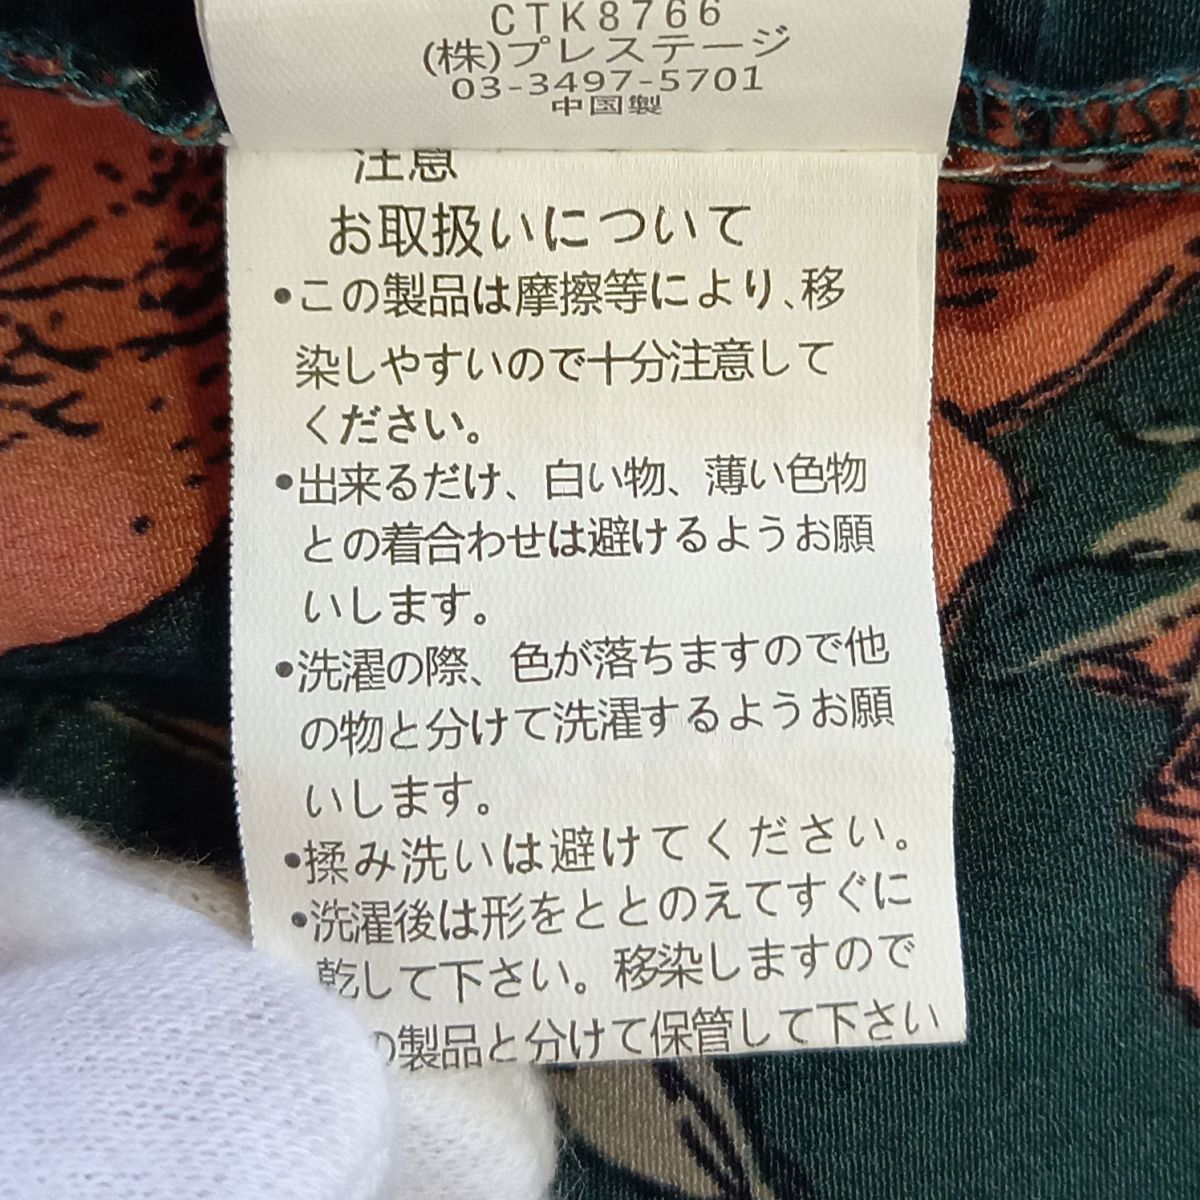 CTK8766
(株)プレステージ
03-3497-5701
中国製
注意
お取扱いについて
•この製品は摩擦等により、移
染しやすいので十分注意して
ください。
•出来るだけ、白い物、薄い色物
との着合わせは避けるようお願
いします。
•洗濯の際、色が落ちますので他
の物と分けて洗濯するようお願
いします。
•揉み洗いは避けてください。
•洗濯後は形をととのえてすぐに
乾して下さい。移染しますので
の製品と分けて保管して下さい